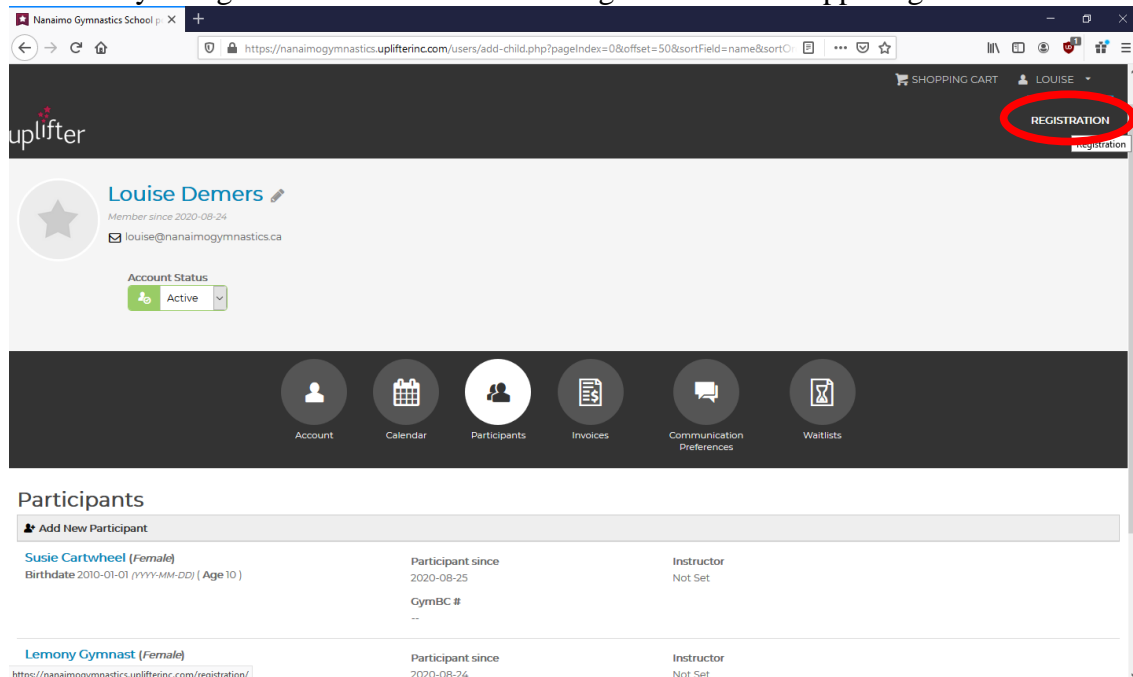 Nanaimo Gymnastics School p
https://nanaimogymnastics.uplifterinc.com/users/add-child.php?pageIndex=0&offset=50&sortField=name&sortOr
SHOPPING CART LOUISE
REGISTRATION
Registration
uplifter
Louise Demers
Member since 2020-08-24
louise@nanaimogymnastics.ca
Account Status
Active
Account Calendar Participants Invoices Communication Preferences Waitlists
Participants
Add New Participant
Susie Cartwheel (Female) Participant since Instructor
Birthdate 2010-01-01 (YYYY-MM-DD) ( Age 10 ) 2020-08-25 Not Set
GymBC #
--
Lemony Gymnast (Female) Participant since Instructor
https://nanaimogymnastics.uplifterinc.com/registration/ 2020-08-24 Not Set